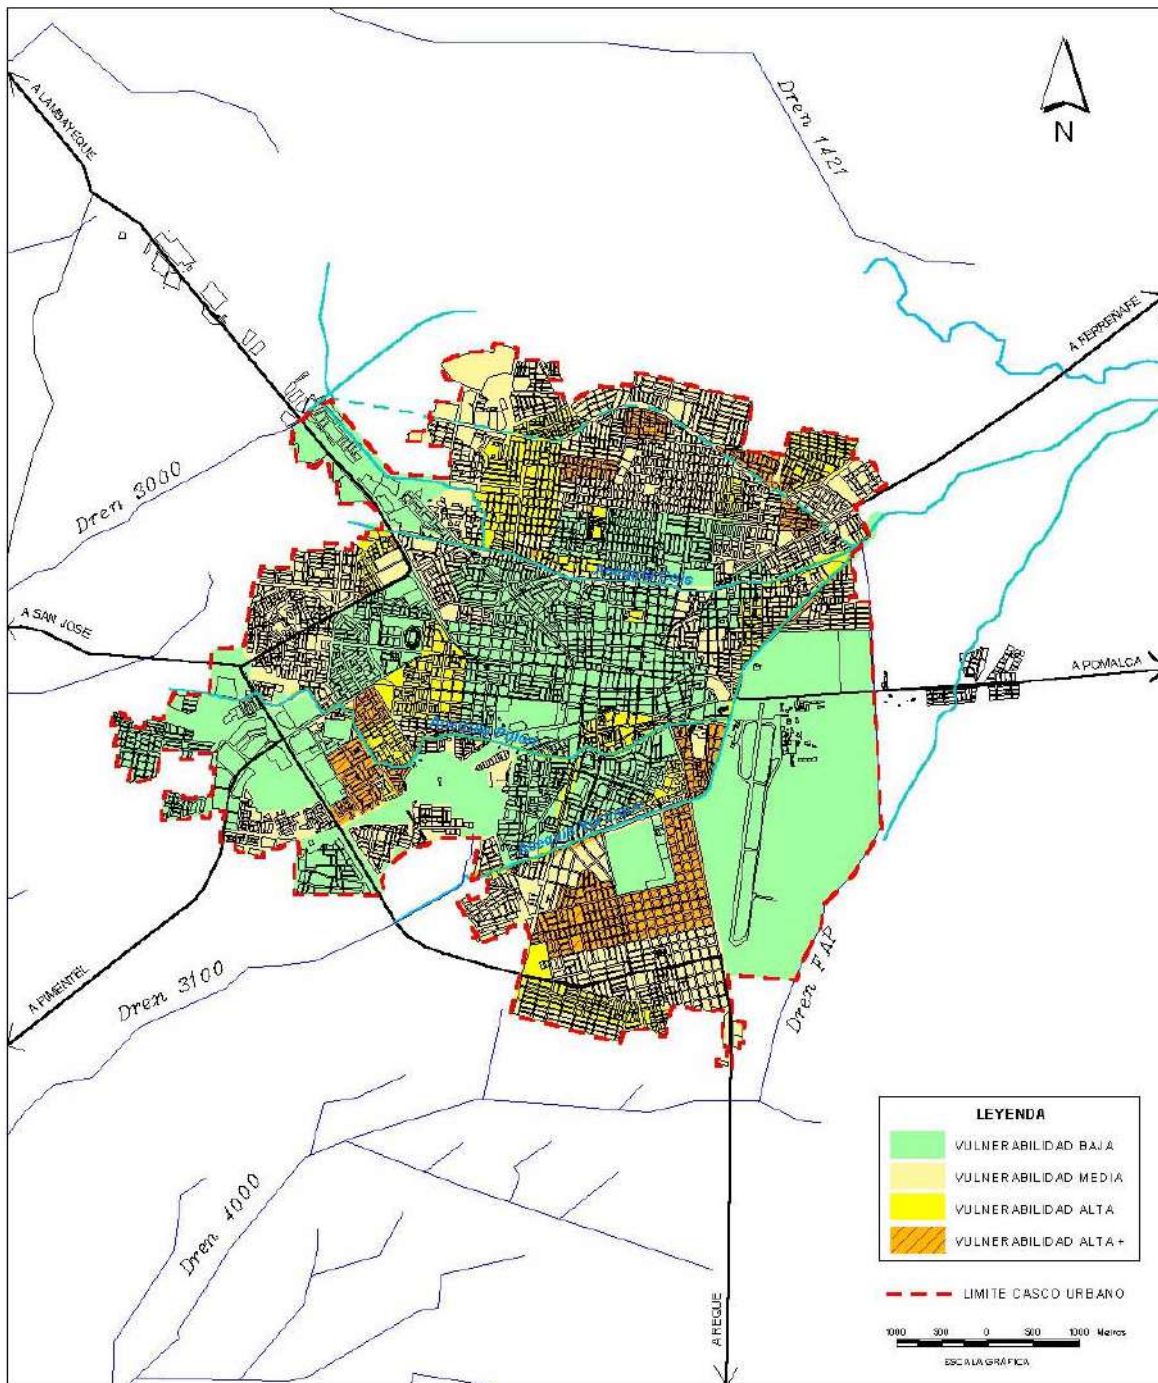 Dren 1421
N
A LAMBAYEQUE
A FERREÑAFE
Dren 3000
A SAN JOSE
A POMALCA
A PIMENTEL
Dren 3100
Dren FAP
Dren 4000
A REQUE
LEYENDA
VULNERABILIDAD BAJA
VULNERABILIDAD MEDIA
VULNERABILIDAD ALTA
VULNERABILIDAD ALTA +
LIMITE CASCO URBANO
1000 500 0 500 1000 Metros
ESCALA GRÁFICA